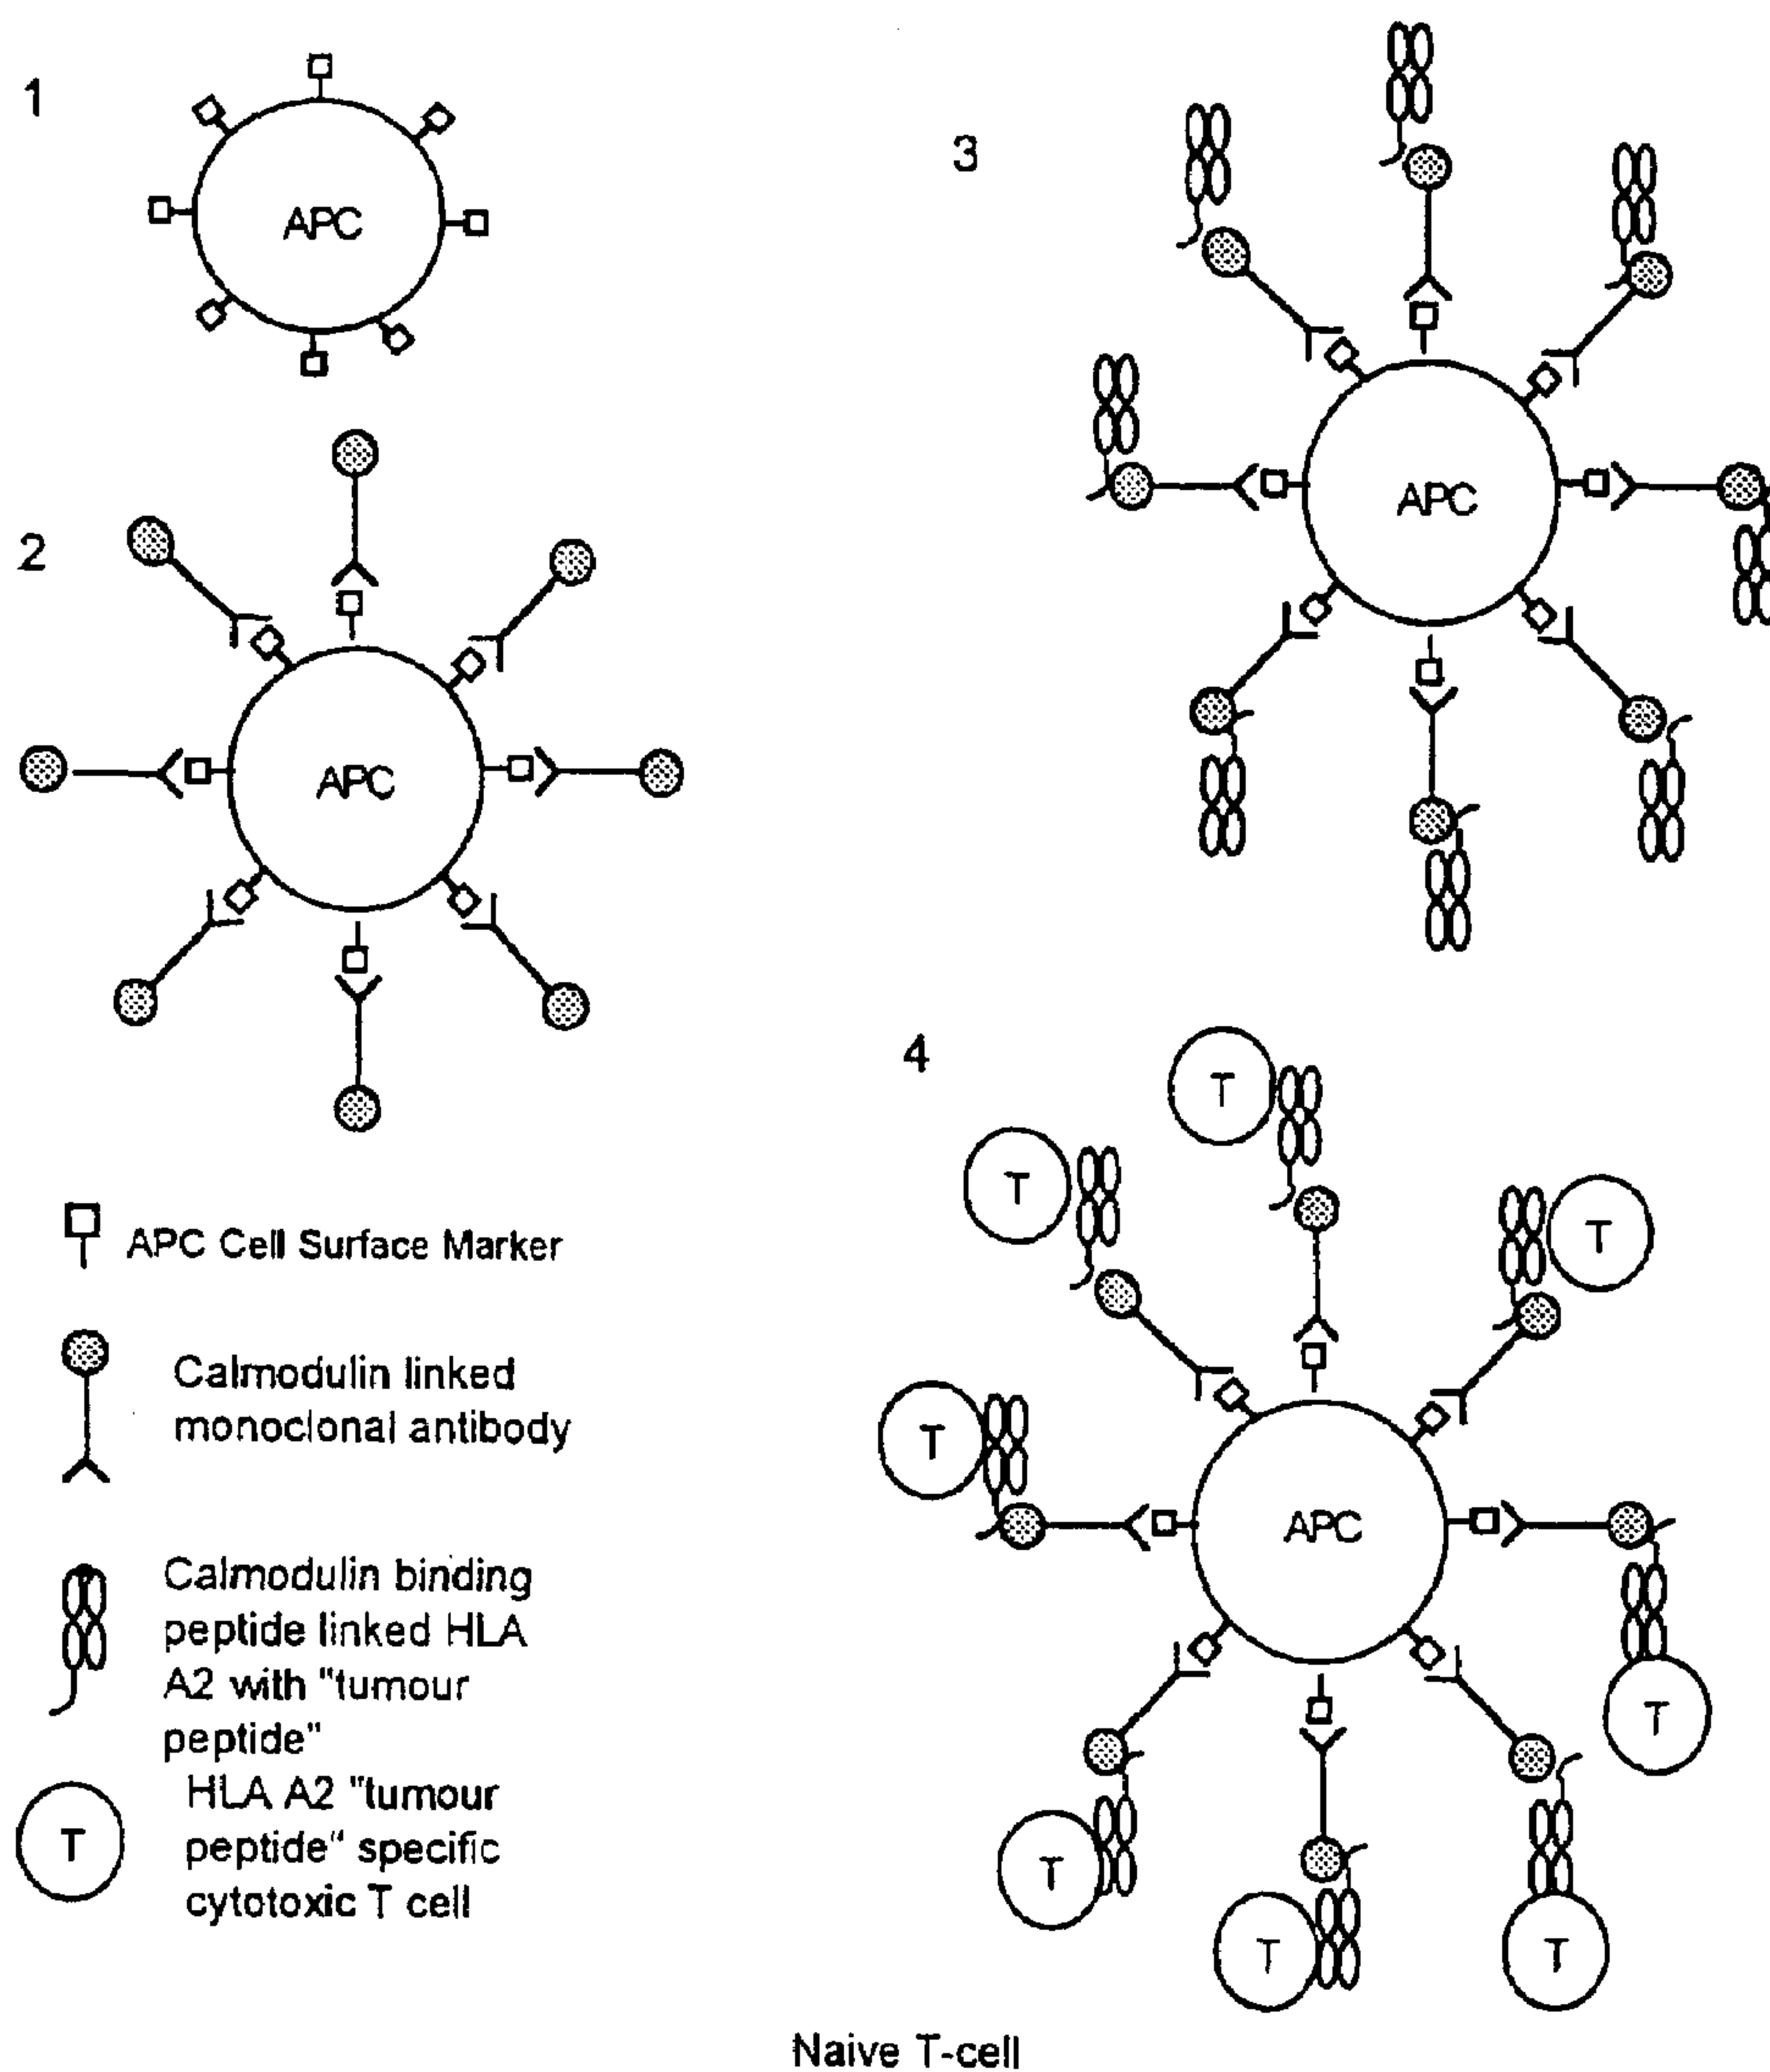 1
APC
2
APC
3
APC
4
T
T
T
T
APC
T
T
T
T
APC Cell Surface Marker
Calmodulin linked
monoclonal antibody
Calmodulin binding
peptide linked HLA
A2 with "tumour
peptide"
T
HLA A2 "tumour
peptide" specific
cytotoxic T cell
Naive T-cell